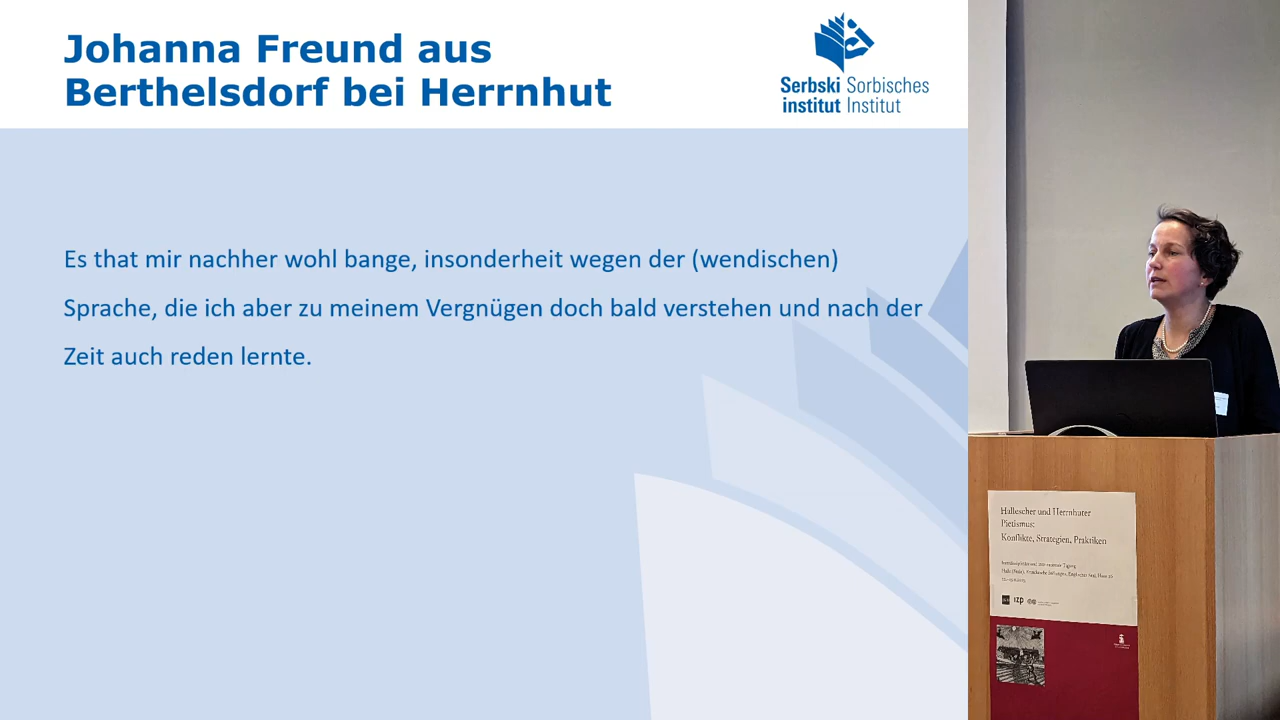 Johanna Freund aus
Berthelsdorf bei Herrnhut
Serbski Sorbisches
institut Institut
Es that mir nachher wohl bange, insonderheit wegen der (wendischen)
Sprache, die ich aber zu meinem Vergnügen doch bald verstehen und nach der
Zeit auch reden lernte.
Hallescher und Herrnhuter
Pietismus:
Konflikte, Strategien, Praktiken
izp